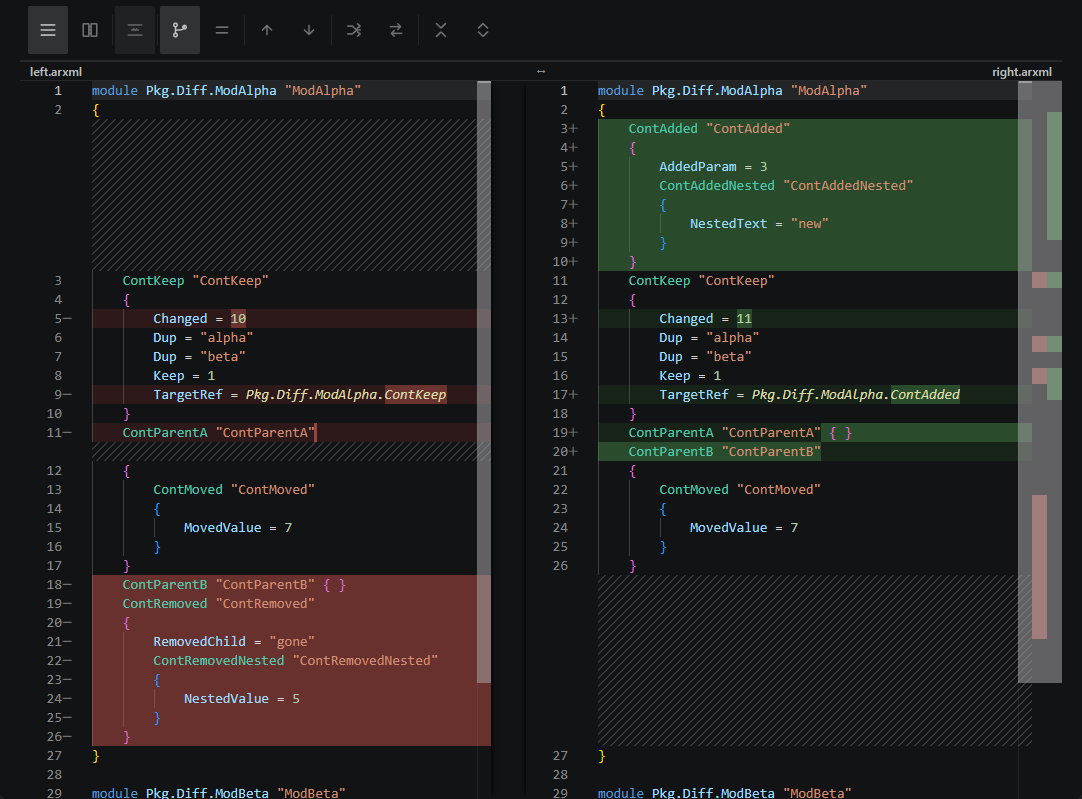 left.arxml
↔
right.arxml
1 module Pkg.Diff.ModAlpha "ModAlpha"
2 {
3 ContKeep "ContKeep"
4 {
5— Changed = 10
6 Dup = "alpha"
7 Dup = "beta"
8 Keep = 1
9— TargetRef = Pkg.Diff.ModAlpha.ContKeep
10 }
11— ContParentA "ContParentA"
12 {
13 ContMoved "ContMoved"
14 {
15 MovedValue = 7
16 }
17 }
18— ContParentB "ContParentB" { }
19— ContRemoved "ContRemoved"
20— {
21— RemovedChild = "gone"
22— ContRemovedNested "ContRemovedNested"
23— {
24— NestedValue = 5
25— }
26— }
27 }
28
29 module Pkg.Diff.ModBeta "ModBeta"
1 module Pkg.Diff.ModAlpha "ModAlpha"
2 {
3+ ContAdded "ContAdded"
4+ {
5+ AddedParam = 3
6+ ContAddedNested "ContAddedNested"
7+ {
8+ NestedText = "new"
9+ }
10+ }
11 ContKeep "ContKeep"
12 {
13+ Changed = 11
14 Dup = "alpha"
15 Dup = "beta"
16 Keep = 1
17+ TargetRef = Pkg.Diff.ModAlpha.ContAdded
18 }
19+ ContParentA "ContParentA" { }
20+ ContParentB "ContParentB"
21 {
22 ContMoved "ContMoved"
23 {
24 MovedValue = 7
25 }
26 }
27 }
28
29 module Pkg.Diff.ModBeta "ModBeta"